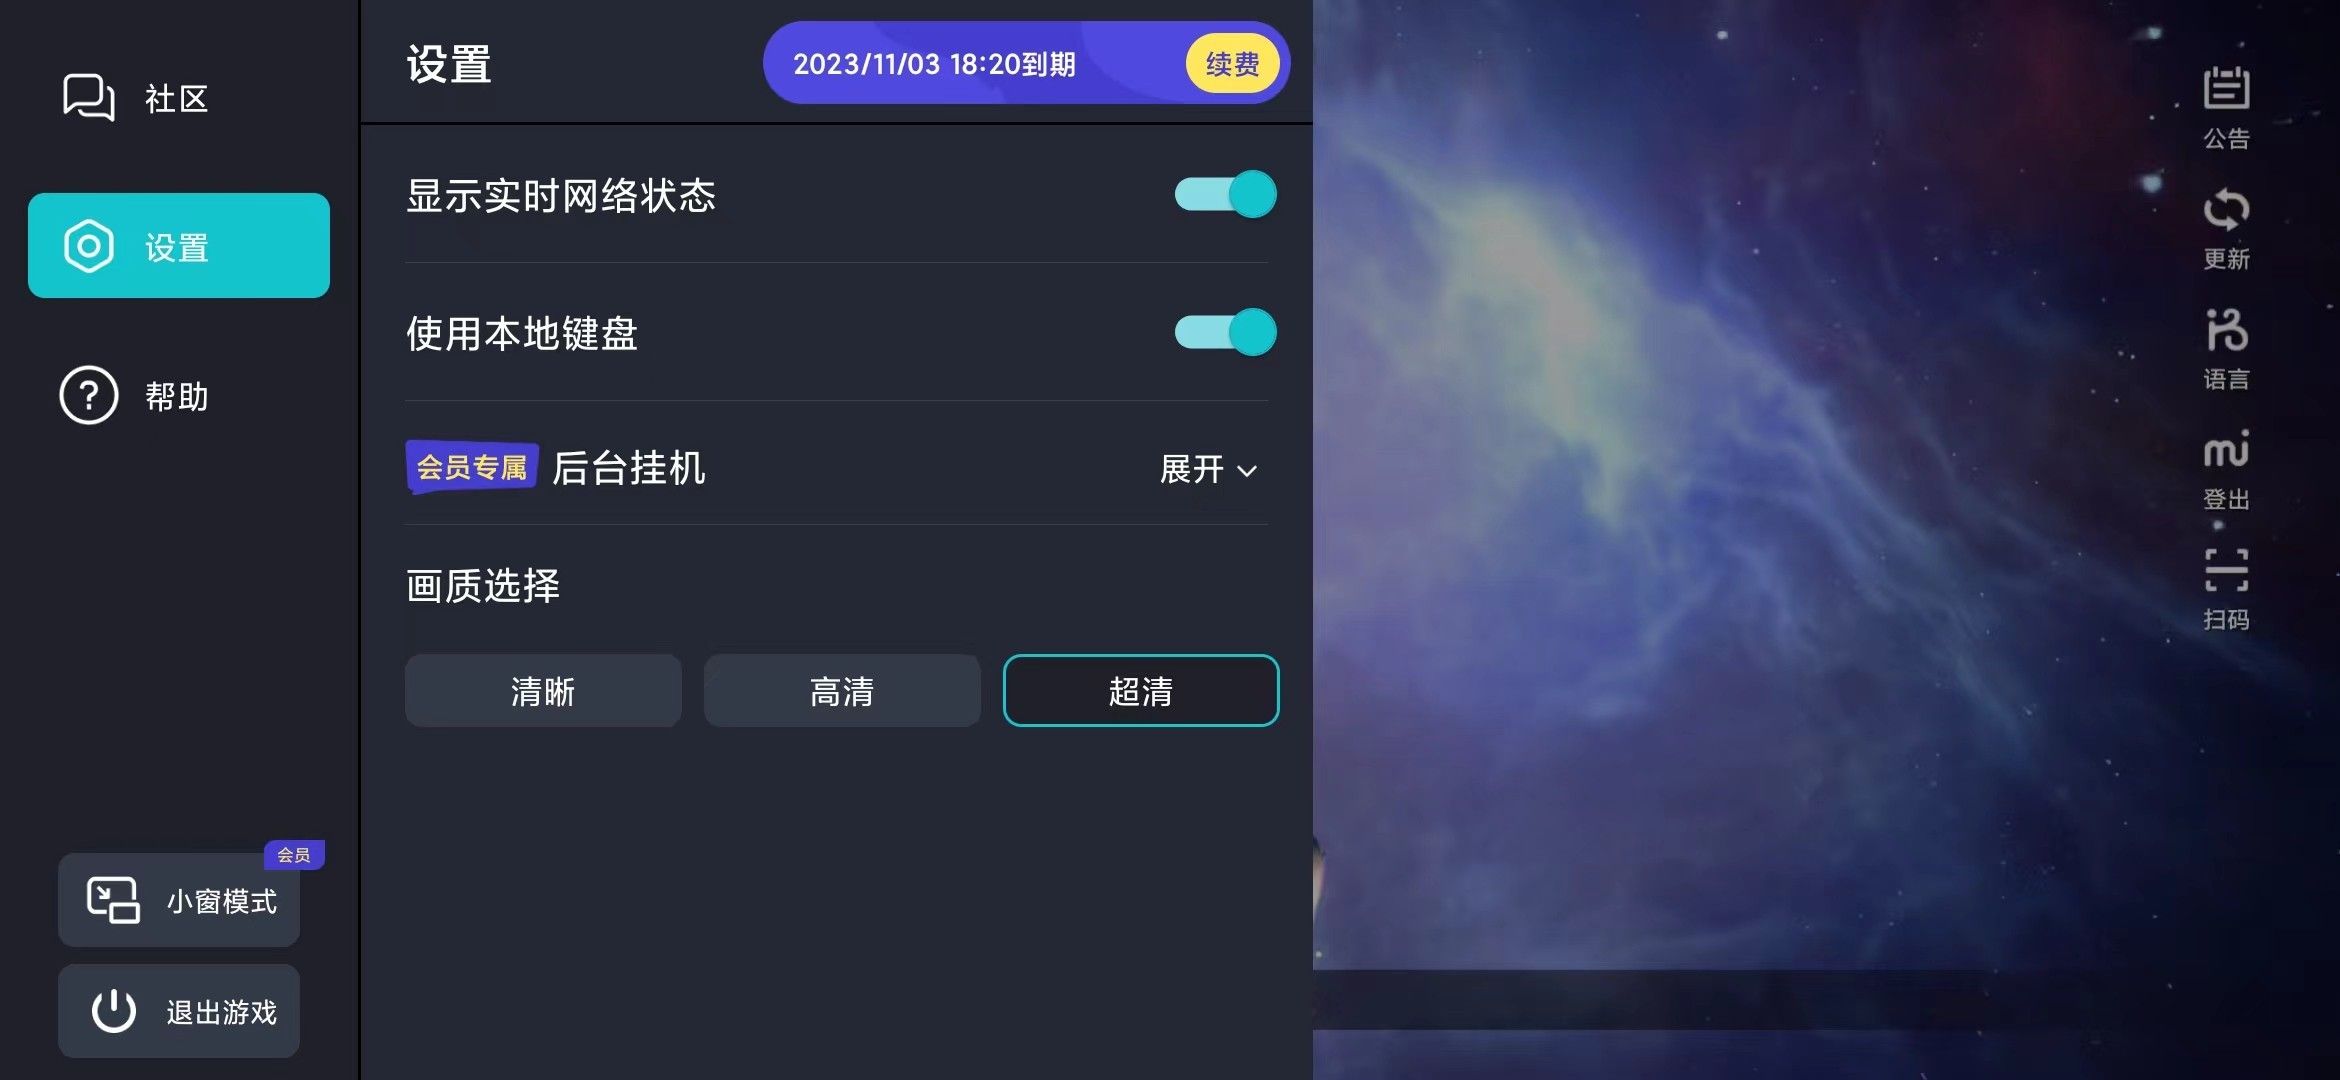 社区
设置
帮助
会员
小窗模式
退出游戏
设置
2023/11/03 18:20到期
续费
显示实时网络状态
使用本地键盘
会员专属 后台挂机
展开
画质选择
清晰
高清
超清
公告
更新
语言
登出
扫码